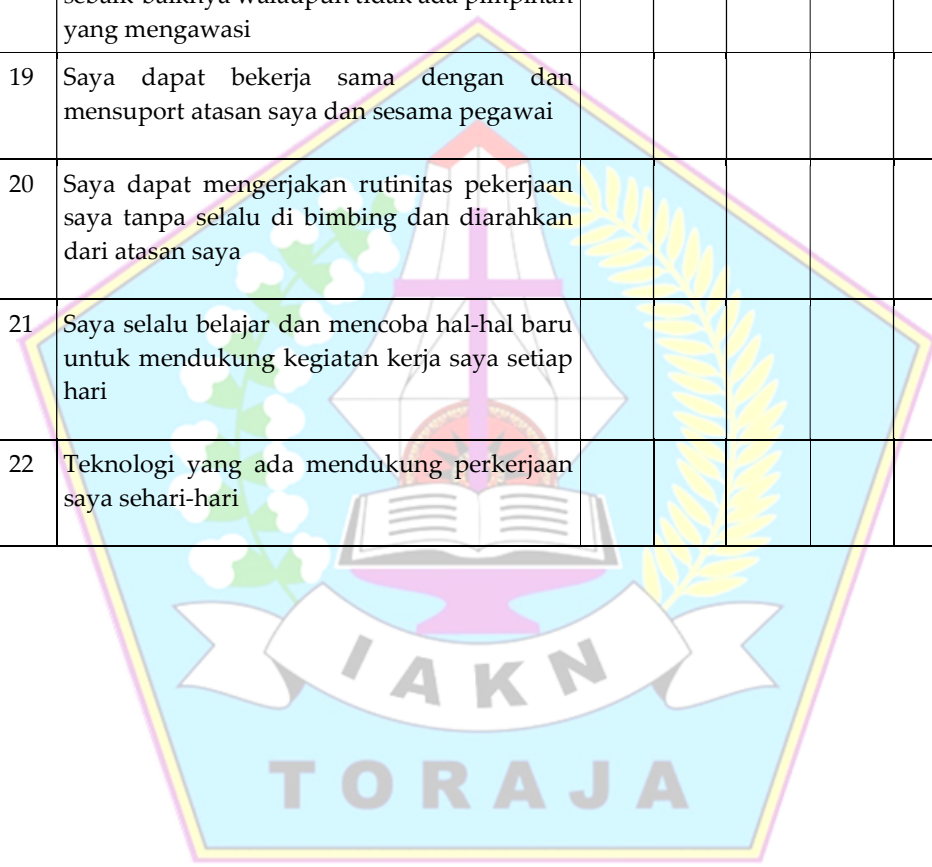 yang mengawasi
19 Saya dapat bekerja sama dengan dan
mensuport atasan saya dan sesama pegawai
20 Saya dapat mengerjakan rutinitas pekerjaan
saya tanpa selalu di bimbing dan diarahkan
dari atasan saya
21 Saya selalu belajar dan mencoba hal-hal baru
untuk mendukung kegiatan kerja saya setiap
hari
22 Teknologi yang ada mendukung perkerjaan
saya sehari-hari
IAKN
TORAJA